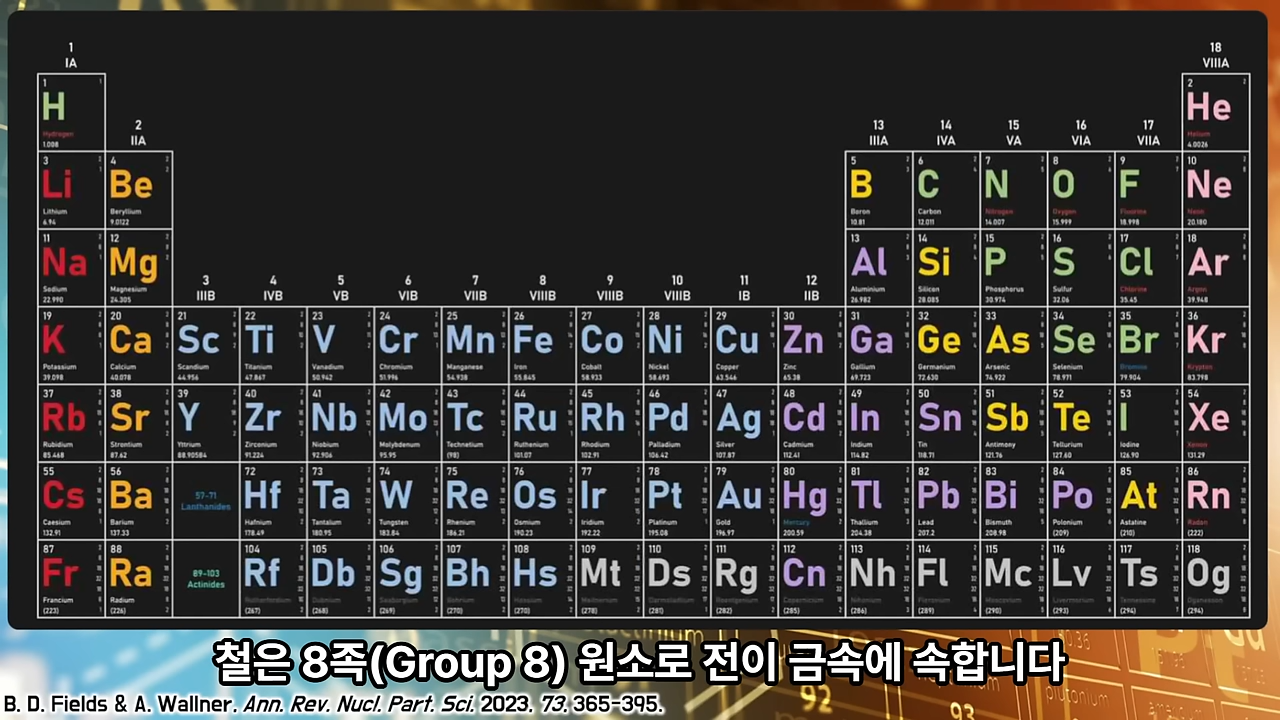 1
IA
18
VIIIA
1
H
Hydrogen
1.008
2
IIA
13
IIIA
14
IVA
15
VA
16
VIA
17
VIIA
2
He
Helium
4.0026
3
Li
Lithium
6.94
4
Be
Beryllium
9.0122
5
B
Boron
10.81
6
C
Carbon
12.011
7
N
Nitrogen
14.007
8
O
Oxygen
15.999
9
F
Fluorine
18.998
10
Ne
Neon
20.180
11
Na
Sodium
22.990
12
Mg
Magnesium
24.305
3
IIIB
4
IVB
5
VB
6
VIB
7
VIIB
8
VIIIB
9
VIIIB
10
VIIIB
11
IB
12
IIB
13
Al
Aluminium
26.982
14
Si
Silicon
28.085
15
P
Phosphorus
30.974
16
S
Sulfur
32.06
17
Cl
Chlorine
35.45
18
Ar
Argon
39.948
19
K
Potassium
39.098
20
Ca
Calcium
40.078
21
Sc
Scandium
44.956
22
Ti
Titanium
47.867
23
V
Vanadium
50.942
24
Cr
Chromium
51.996
25
Mn
Manganese
54.938
26
Fe
Iron
55.845
27
Co
Cobalt
58.933
28
Ni
Nickel
58.693
29
Cu
Copper
63.546
30
Zn
Zinc
65.38
31
Ga
Gallium
69.723
32
Ge
Germanium
72.630
33
As
Arsenic
74.922
34
Se
Selenium
78.971
35
Br
Bromine
79.904
36
Kr
Krypton
83.798
37
Rb
Rubidium
85.468
38
Sr
Strontium
87.62
39
Y
Yttrium
88.90584
40
Zr
Zirconium
91.224
41
Nb
Niobium
92.906
42
Mo
Molybdenum
95.95
43
Tc
Technetium
(98)
44
Ru
Ruthenium
101.07
45
Rh
Rhodium
102.91
46
Pd
Palladium
106.42
47
Ag
Silver
107.87
48
Cd
Cadmium
112.41
49
In
Indium
114.82
50
Sn
Tin
118.71
51
Sb
Antimony
121.76
52
Te
Tellurium
127.60
53
I
Iodine
126.90
54
Xe
Xenon
131.29
55
Cs
Caesium
132.91
56
Ba
Barium
137.33
57-71
Lanthanides
72
Hf
Hafnium
178.49
73
Ta
Tantalum
180.95
74
W
Tungsten
183.84
75
Re
Rhenium
186.21
76
Os
Osmium
190.23
77
Ir
Iridium
192.22
78
Pt
Platinum
195.08
79
Au
Gold
196.97
80
Hg
Mercury
200.59
81
Tl
Thallium
204.38
82
Pb
Lead
207.2
83
Bi
Bismuth
208.98
84
Po
Polonium
(209)
85
At
Astatine
(210)
86
Rn
Radon
(222)
87
Fr
Francium
(223)
88
Ra
Radium
(226)
89-103
Actinides
104
Rf
Rutherfordium
(267)
105
Db
Dubnium
(268)
106
Sg
Seaborgium
(269)
107
Bh
Bohrium
(270)
108
Hs
Hassium
(270)
109
Mt
Meitnerium
(278)
110
Ds
Darmstadtium
(281)
111
Rg
Roentgenium
(282)
112
Cn
Copernicium
(285)
113
Nh
Nihonium
(286)
114
Fl
Flerovium
(289)
115
Mc
Moscovium
(290)
116
Lv
Livermorium
(293)
117
Ts
Tennessine
(294)
118
Og
Oganesson
(294)
철은 8족(Group 8) 원소로 전이 금속에 속합니다
B. D. Fields & A. Wallner. Ann. Rev. Nucl. Part. Sci. 2023, 73, 365-395.
92
93
plutonium